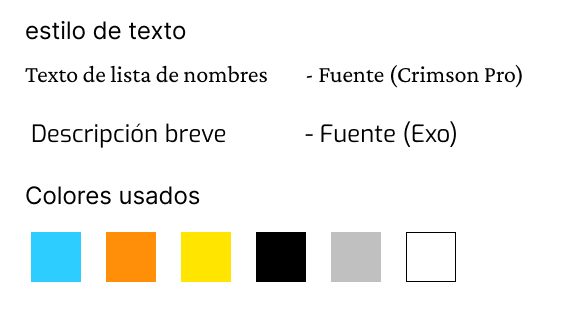 estilo de texto
Texto de lista de nombres - Fuente (Crimson Pro)
Descripción breve - Fuente (Exo)
Colores usados